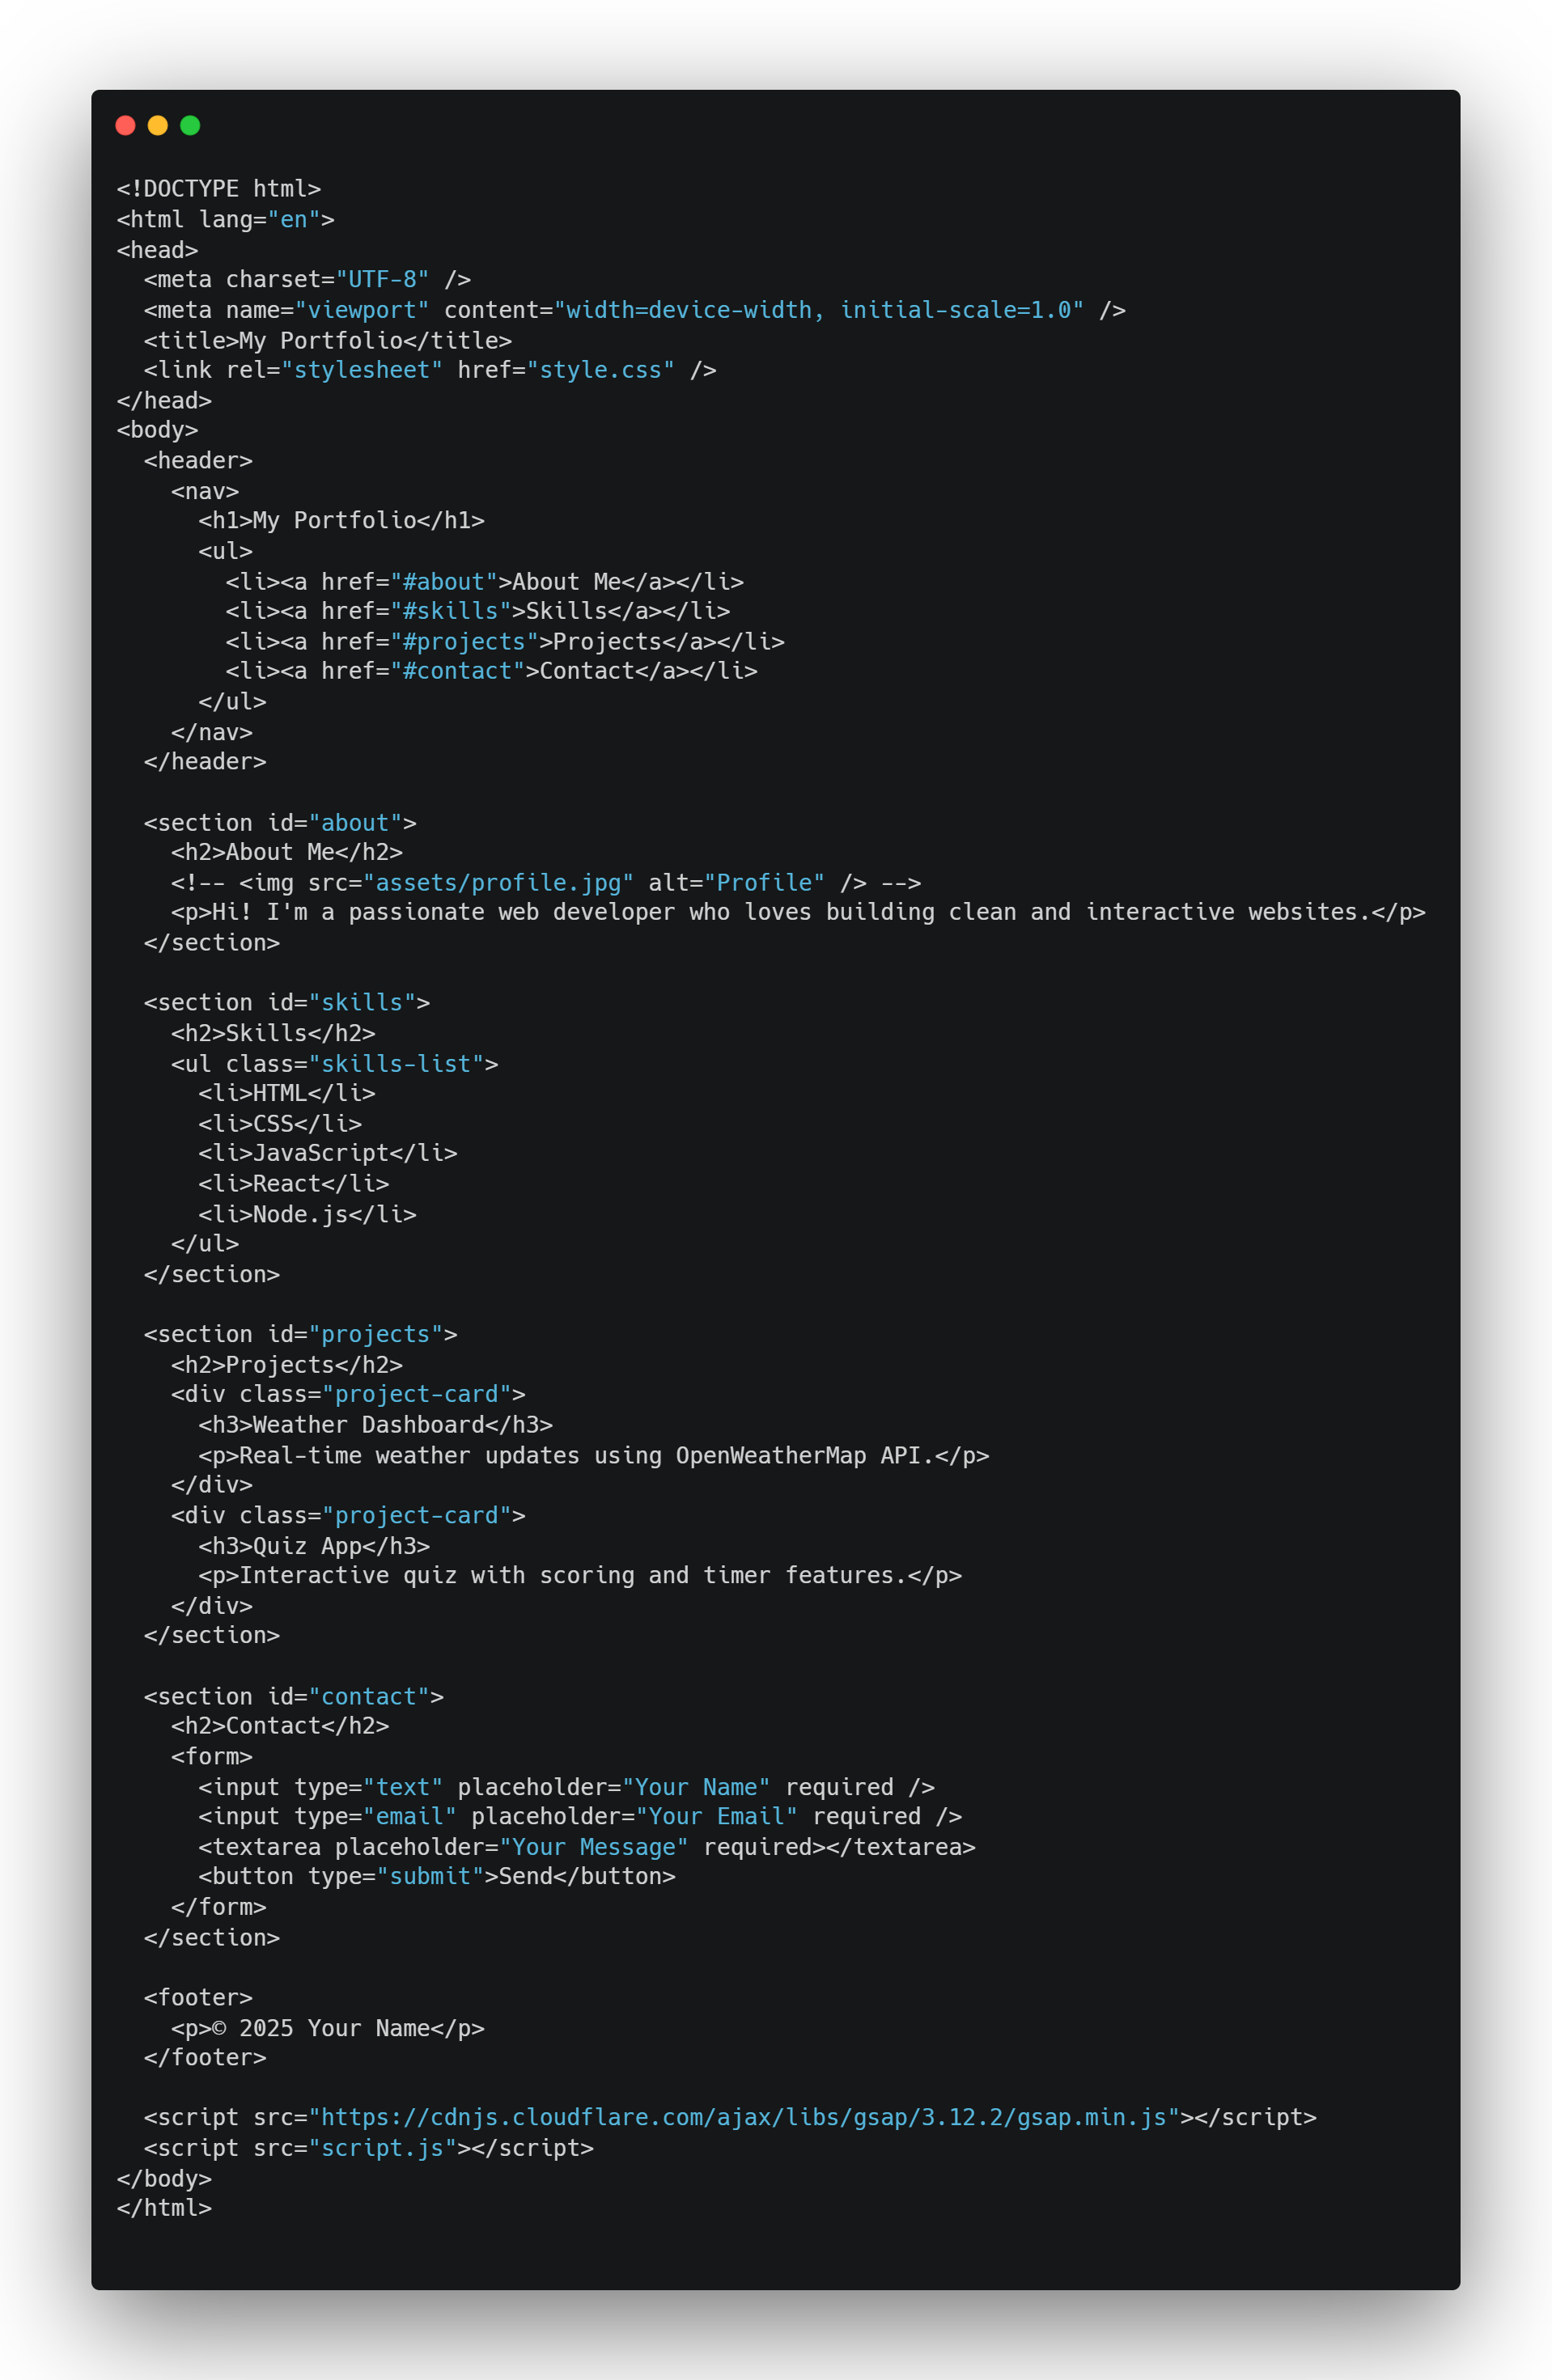 <!DOCTYPE html>
<html lang="en">
<head>
  <meta charset="UTF-8" />
  <meta name="viewport" content="width=device-width, initial-scale=1.0" />
  <title>My Portfolio</title>
  <link rel="stylesheet" href="style.css" />
</head>
<body>
  <header>
    <nav>
      <h1>My Portfolio</h1>
      <ul>
        <li><a href="#about">About Me</a></li>
        <li><a href="#skills">Skills</a></li>
        <li><a href="#projects">Projects</a></li>
        <li><a href="#contact">Contact</a></li>
      </ul>
    </nav>
  </header>

  <section id="about">
    <h2>About Me</h2>
    <!-- <img src="assets/profile.jpg" alt="Profile" /> -->
    <p>Hi! I'm a passionate web developer who loves building clean and interactive websites.</p>
  </section>

  <section id="skills">
    <h2>Skills</h2>
    <ul class="skills-list">
      <li>HTML</li>
      <li>CSS</li>
      <li>JavaScript</li>
      <li>React</li>
      <li>Node.js</li>
    </ul>
  </section>

  <section id="projects">
    <h2>Projects</h2>
    <div class="project-card">
      <h3>Weather Dashboard</h3>
      <p>Real-time weather updates using OpenWeatherMap API.</p>
    </div>
    <div class="project-card">
      <h3>Quiz App</h3>
      <p>Interactive quiz with scoring and timer features.</p>
    </div>
  </section>

  <section id="contact">
    <h2>Contact</h2>
    <form>
      <input type="text" placeholder="Your Name" required />
      <input type="email" placeholder="Your Email" required />
      <textarea placeholder="Your Message" required></textarea>
      <button type="submit">Send</button>
    </form>
  </section>

  <footer>
    <p>© 2025 Your Name</p>
  </footer>

  <script src="https://cdnjs.cloudflare.com/ajax/libs/gsap/3.12.2/gsap.min.js"></script>
  <script src="script.js"></script>
</body>
</html>